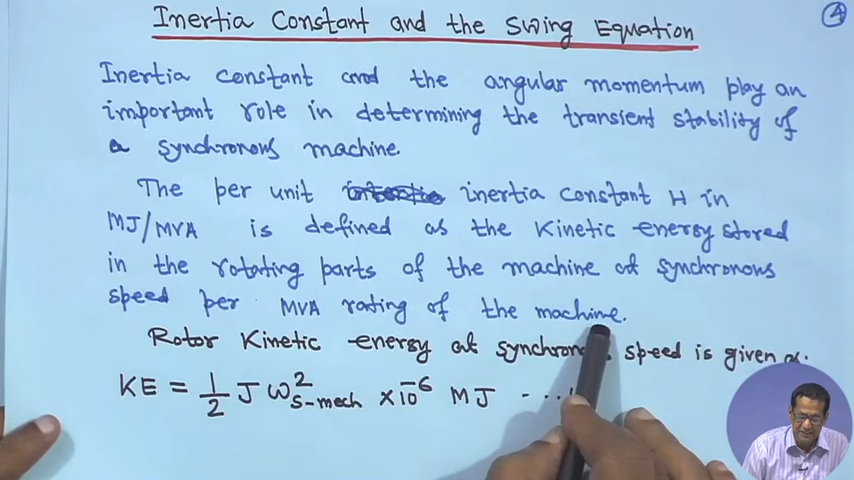 Inertia Constant and the Swing Equation
4
Inertia constant and the angular momentum play an
important role in determining the transient stability of
a synchronous machine.
The per unit inertia constant H in
MJ/MVA is defined as the Kinetic energy stored
in the rotating parts of the machine at synchronous
speed per MVA rating of the machine.
Rotor Kinetic energy at synchronous speed is given as:
KE = 1/2 J ω²s-mech × 10⁻⁶ MJ - ...